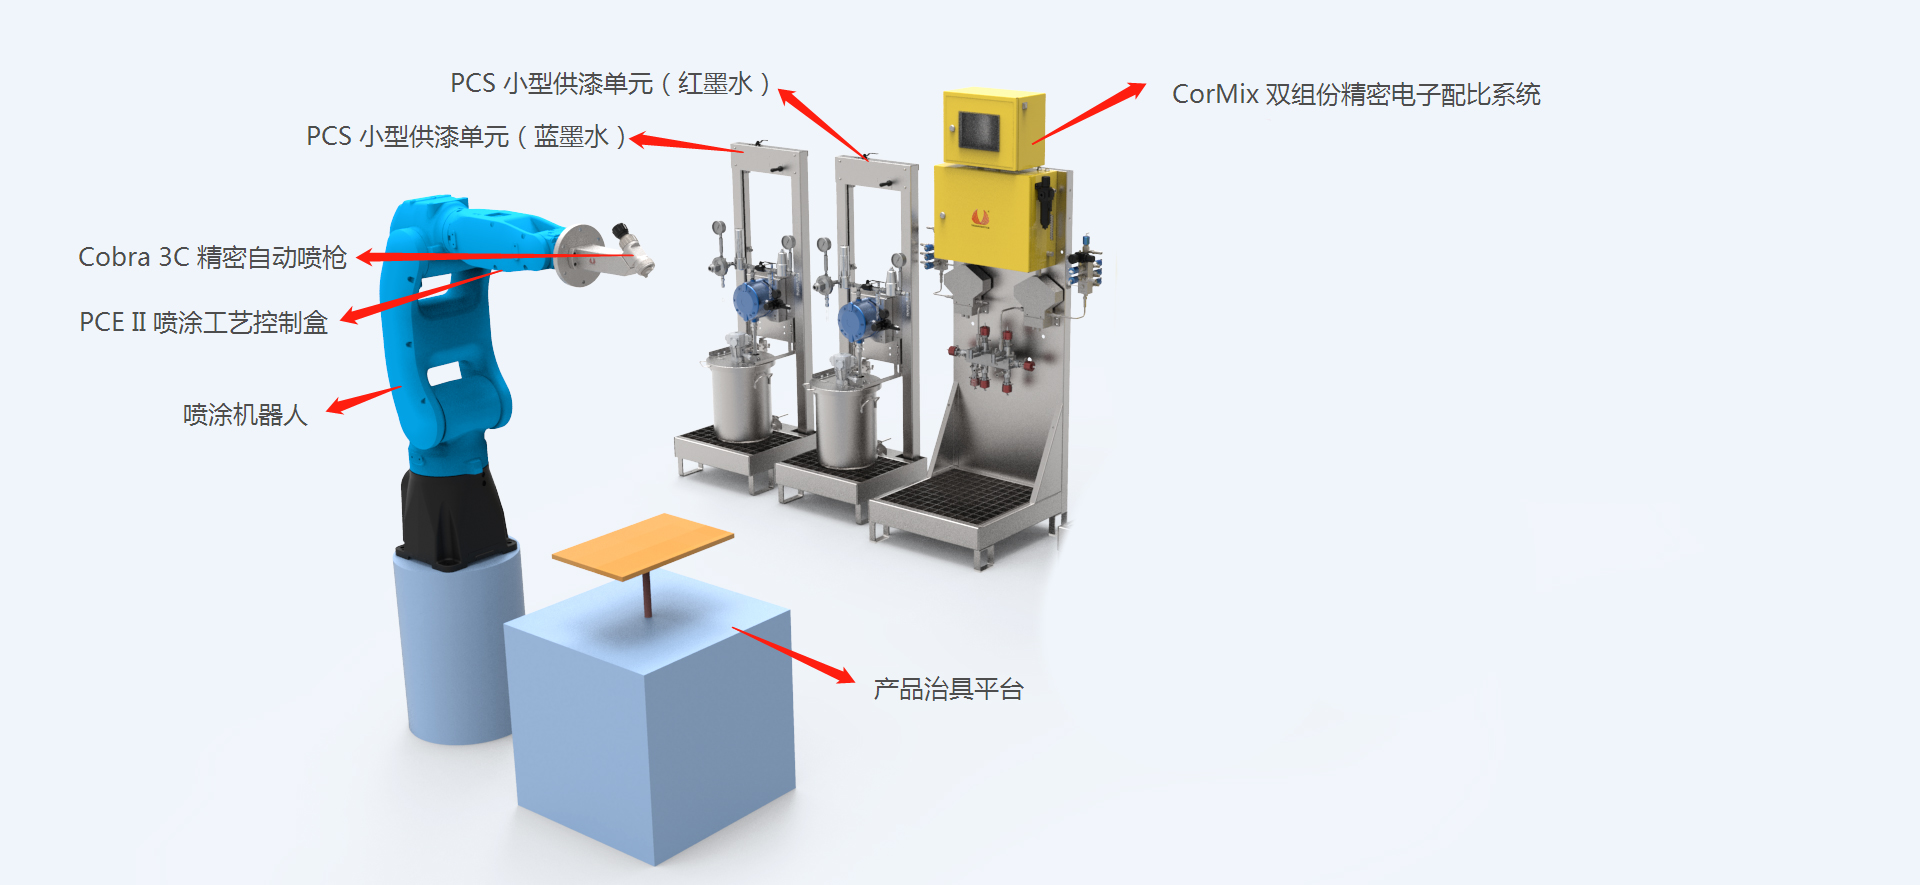 PCS 小型供漆单元（红墨水）
CorMix 双组份精密电子配比系统
PCS 小型供漆单元（蓝墨水）
Cobra 3C 精密自动喷枪
PCE II 喷涂工艺控制盒
喷涂机器人
产品治具平台